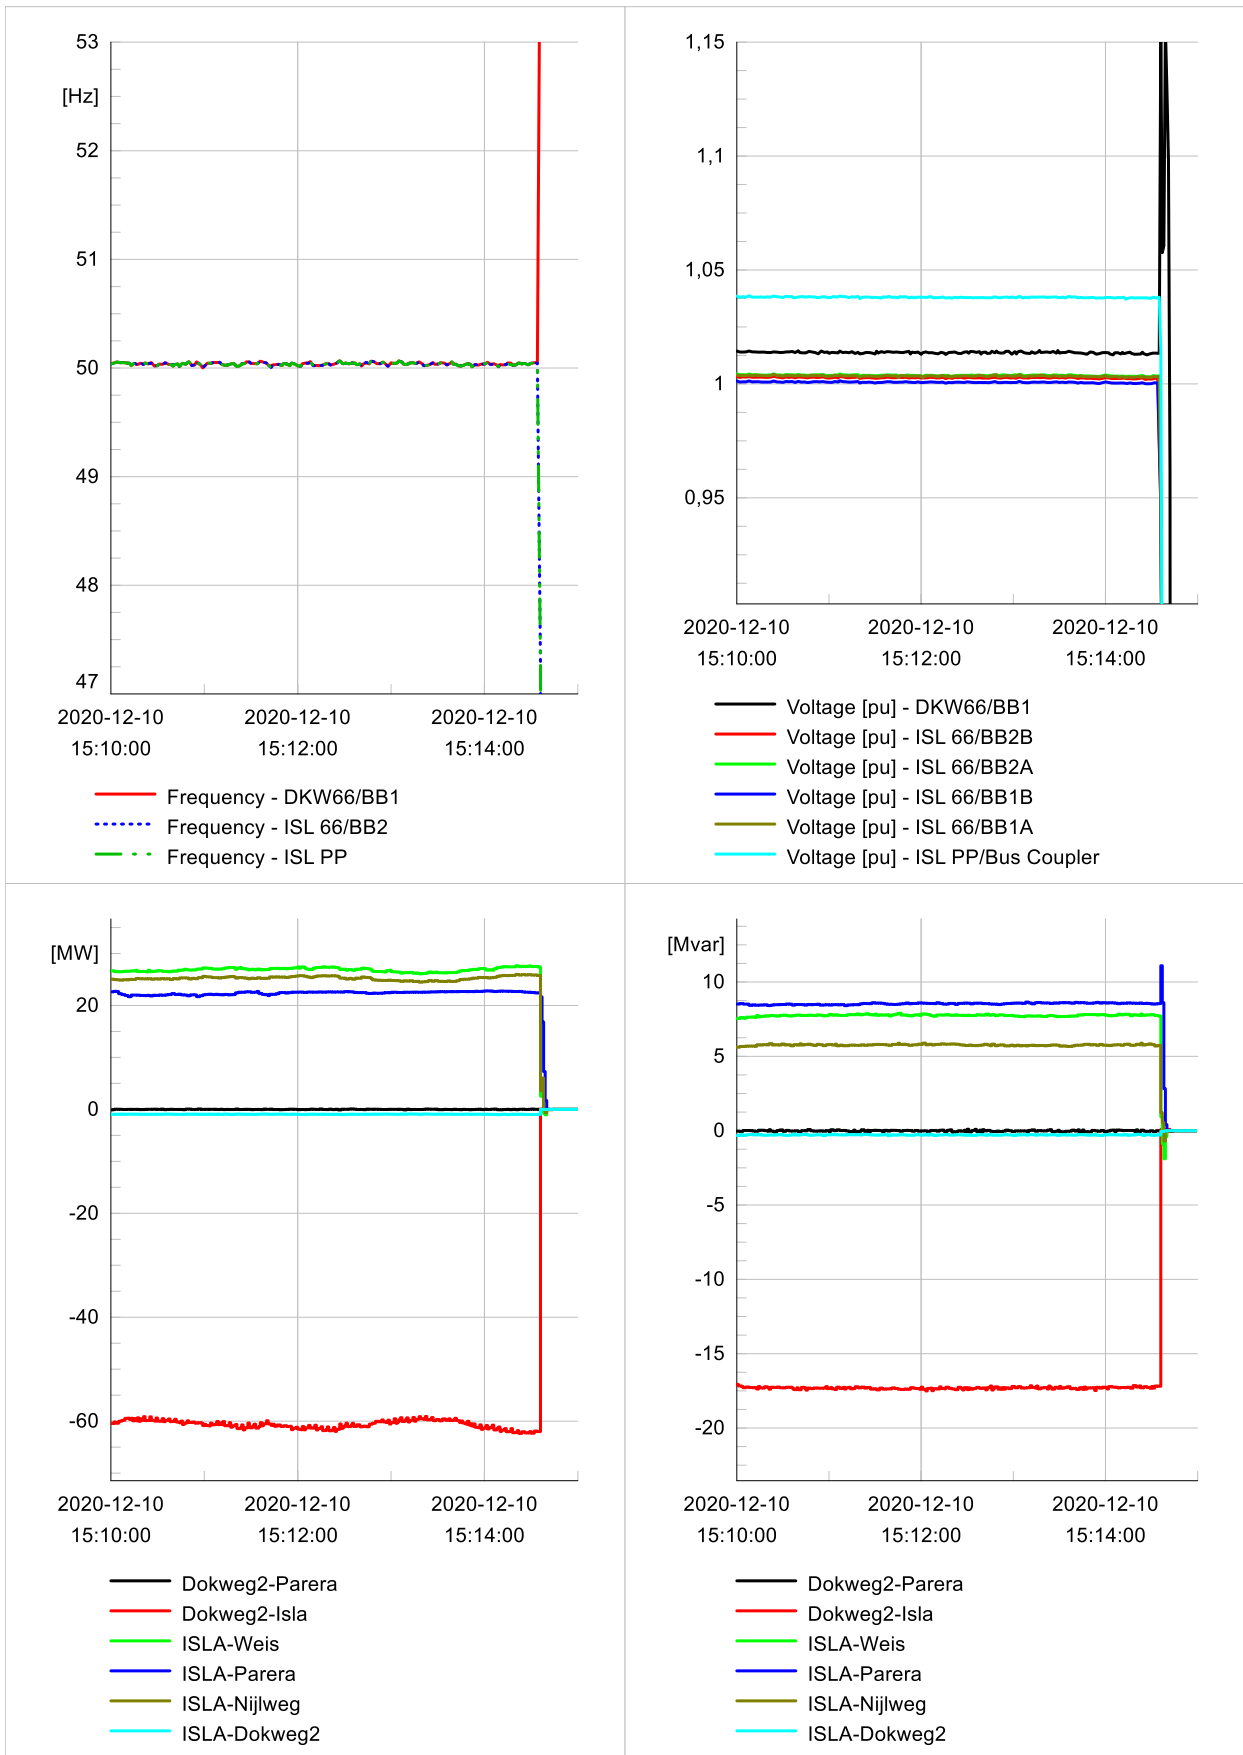 53
[Hz]
52
51
50
49
48
47
2020-12-10 2020-12-10 2020-12-10
15:10:00 15:12:00 15:14:00
Frequency - DKW66/BB1
Frequency - ISL 66/BB2
Frequency - ISL PP
1,15
1,1
1,05
1
0,95
2020-12-10 2020-12-10 2020-12-10
15:10:00 15:12:00 15:14:00
Voltage [pu] - DKW66/BB1
Voltage [pu] - ISL 66/BB2B
Voltage [pu] - ISL 66/BB2A
Voltage [pu] - ISL 66/BB1B
Voltage [pu] - ISL 66/BB1A
Voltage [pu] - ISL PP/Bus Coupler
[MW]
20
0
-20
-40
-60
2020-12-10 2020-12-10 2020-12-10
15:10:00 15:12:00 15:14:00
Dokweg2-Parera
Dokweg2-Isla
ISLA-Weis
ISLA-Parera
ISLA-Nijlweg
ISLA-Dokweg2
[Mvar]
10
5
0
-5
-10
-15
-20
2020-12-10 2020-12-10 2020-12-10
15:10:00 15:12:00 15:14:00
Dokweg2-Parera
Dokweg2-Isla
ISLA-Weis
ISLA-Parera
ISLA-Nijlweg
ISLA-Dokweg2